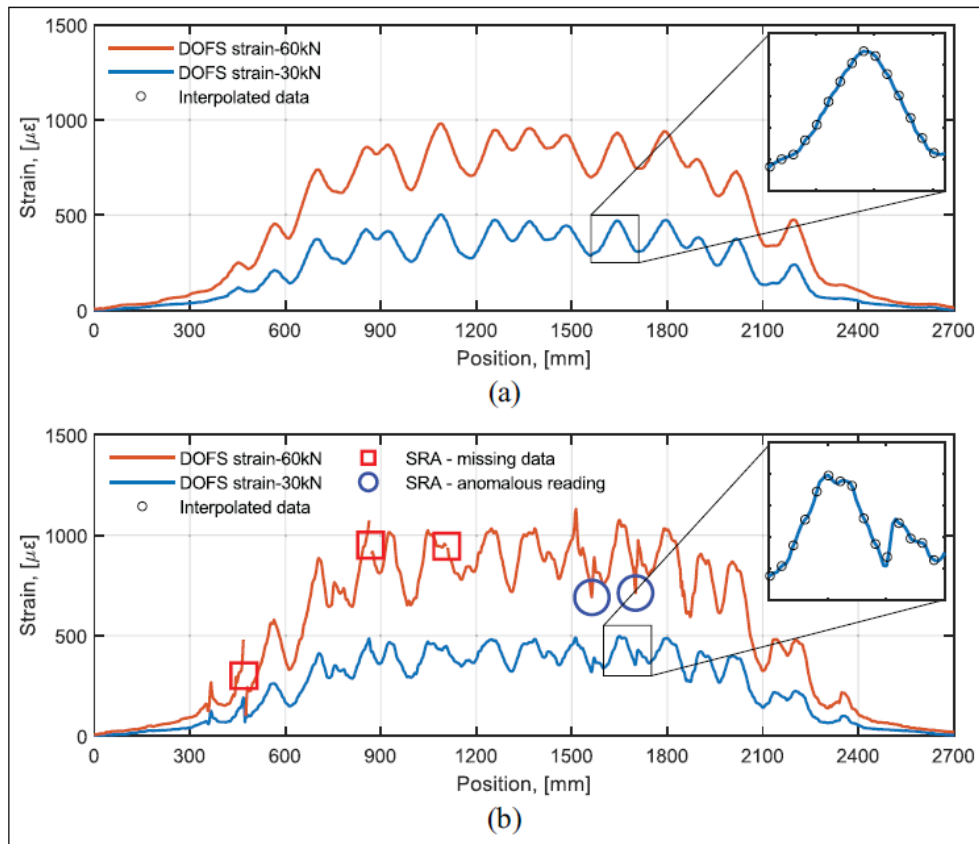 1500
DOFS strain-60kN
DOFS strain-30kN
Interpolated data
1000
500
0
Strain, [με]
0 300 600 900 1200 1500 1800 2100 2400 2700
Position, [mm]
(a)
1500
DOFS strain-60kN SRA - missing data
DOFS strain-30kN SRA - anomalous reading
Interpolated data
1000
500
0
Strain, [με]
0 300 600 900 1200 1500 1800 2100 2400 2700
Position, [mm]
(b)